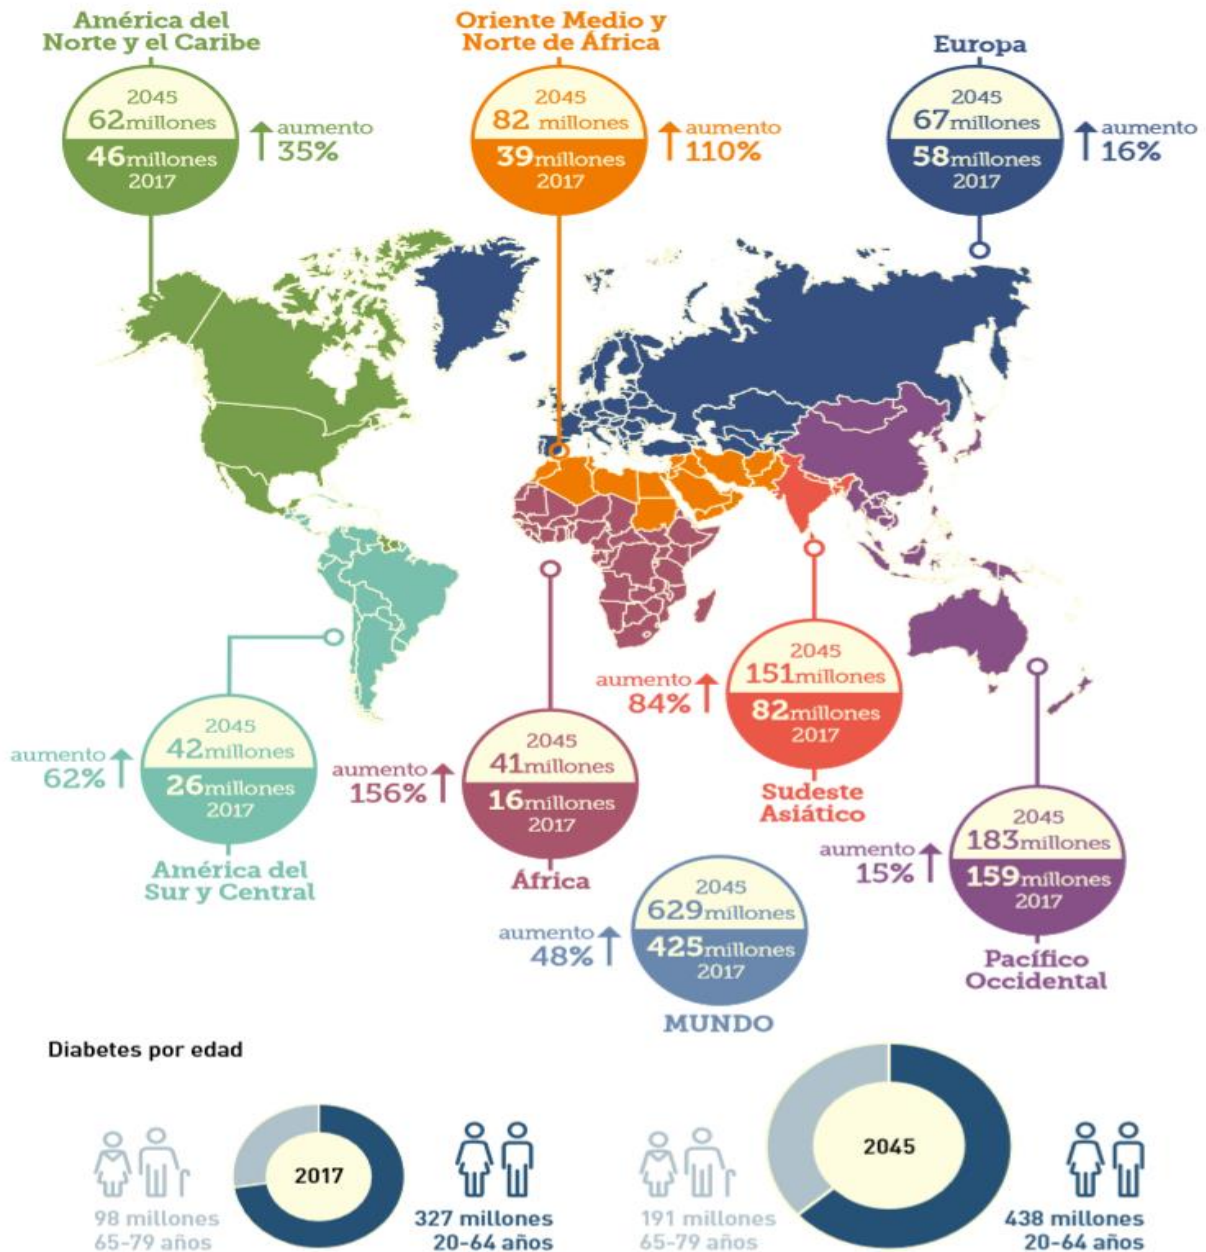 América del
Norte y el Caribe
2045
62millones
46millones
2017
aumento
35%
Oriente Medio y
Norte de África
2045
82 millones
39millones
2017
aumento
110%
Europa
2045
67millones
58millones
2017
aumento
16%
2045
42millones
26millones
2017
aumento
62%
América del
Sur y Central
2045
41millones
16millones
2017
aumento
156%
África
2045
151millones
82millones
2017
aumento
84%
Sudeste
Asiático
2045
183millones
159millones
2017
aumento
15%
Pacífico
Occidental
2045
629millones
425millones
2017
aumento
48%
MUNDO
Diabetes por edad
98 millones
65-79 años
2017
327 millones
20-64 años
191 millones
65-79 años
2045
438 millones
20-64 años